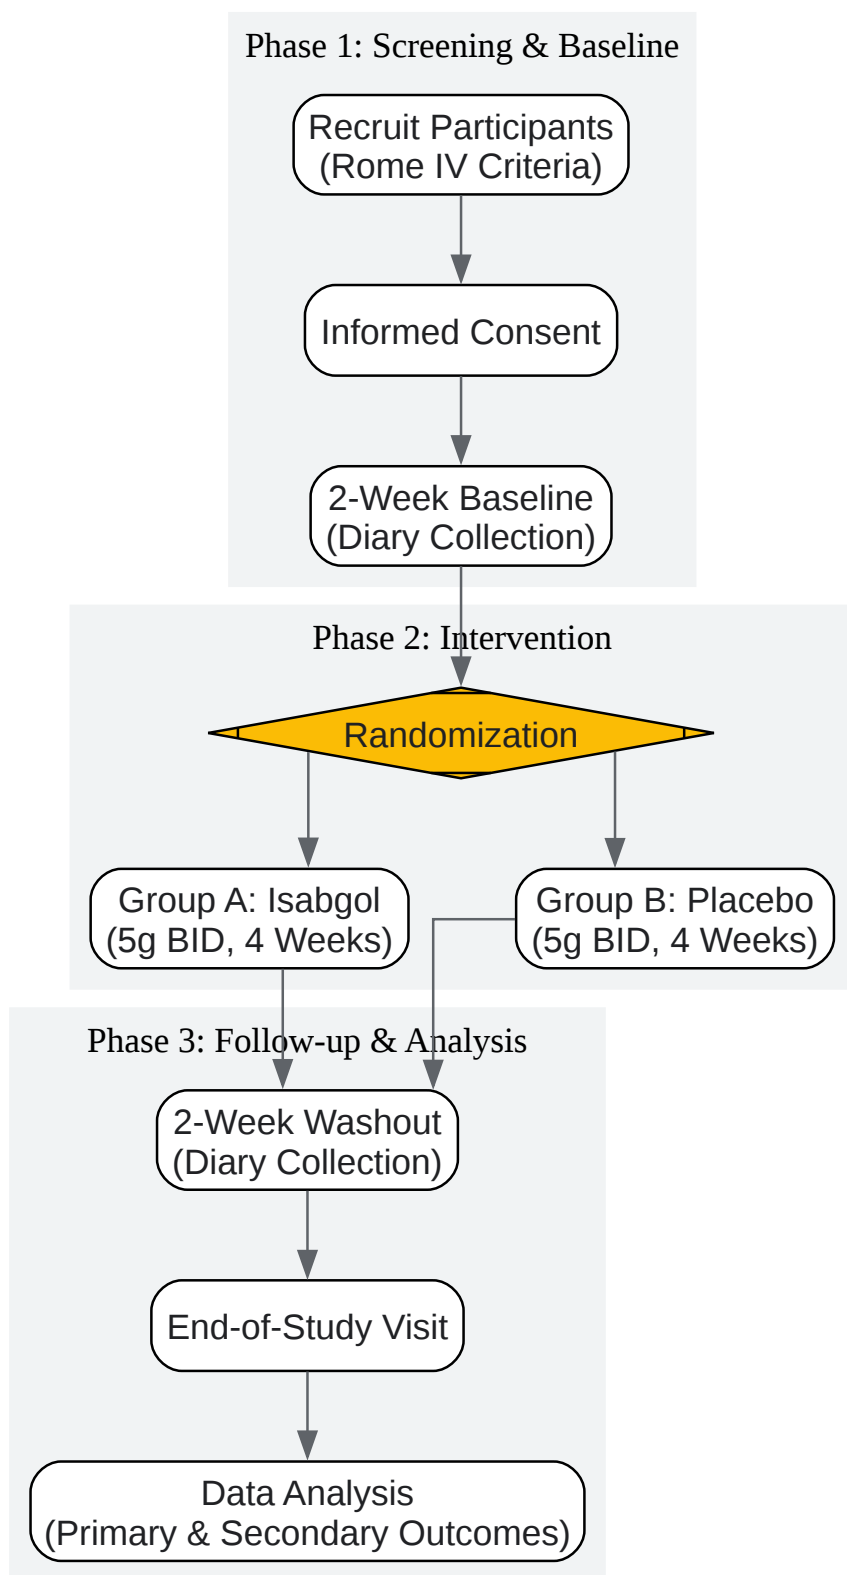 Phase 1: Screening & Baseline
Recruit Participants
(Rome IV Criteria)
Informed Consent
2-Week Baseline
(Diary Collection)
Phase 2: Intervention
Randomization
Group A: Isabgol
(5g BID, 4 Weeks)
Group B: Placebo
(5g BID, 4 Weeks)
Phase 3: Follow-up & Analysis
2-Week Washout
(Diary Collection)
End-of-Study Visit
Data Analysis
(Primary & Secondary Outcomes)